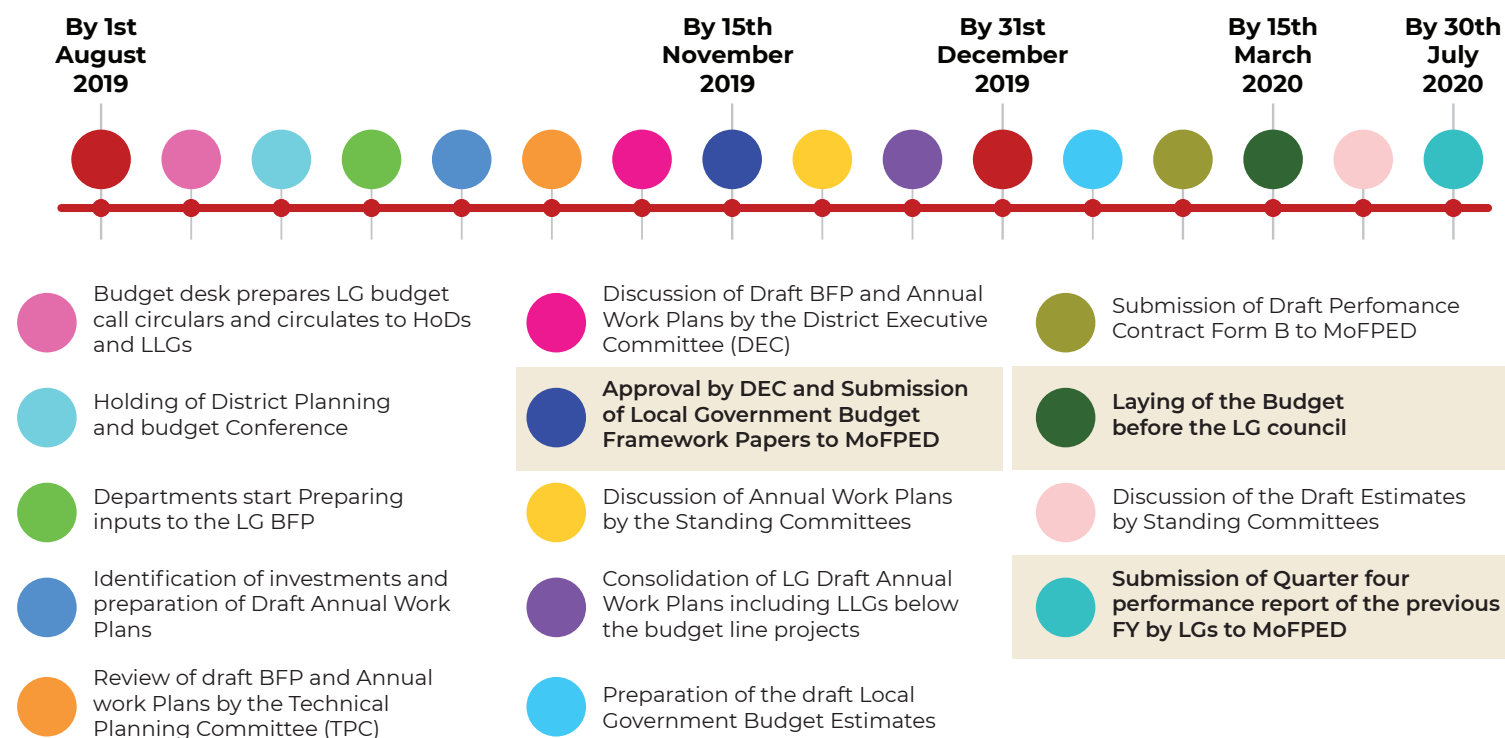 By 1st
August
2019
By 15th
November
2019
By 31st
December
2019
By 15th
March
2020
By 30th
July
2020
Budget desk prepares LG budget
call circulars and circulates to HoDs
and LLGs
Holding of District Planning
and budget Conference
Departments start Preparing
inputs to the LG BFP
Identification of investments and
preparation of Draft Annual Work
Plans
Review of draft BFP and Annual
work Plans by the Technical
Planning Committee (TPC)
Discussion of Draft BFP and Annual
Work Plans by the District Executive
Committee (DEC)
Approval by DEC and Submission
of Local Government Budget
Framework Papers to MoFPED
Discussion of Annual Work Plans
by the Standing Committees
Consolidation of LG Draft Annual
Work Plans including LLGs below
the budget line projects
Preparation of the draft Local
Government Budget Estimates
Submission of Draft Perfomance
Contract Form B to MoFPED
Laying of the Budget
before the LG council
Discussion of the Draft Estimates
by Standing Committees
Submission of Quarter four
performance report of the previous
FY by LGs to MoFPED